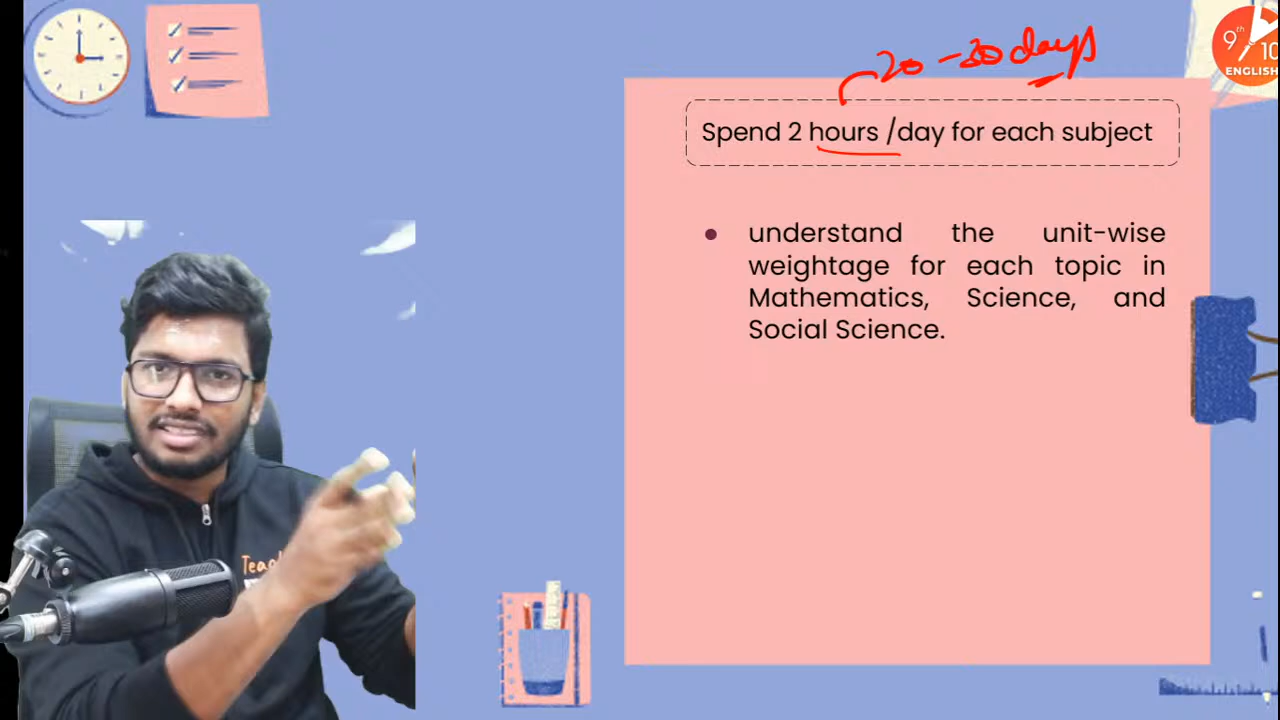 20-30 days
9th 10
ENGLISH
Spend 2 hours /day for each subject
understand the unit-wise
weightage for each topic in
Mathematics, Science, and
Social Science.
Teac